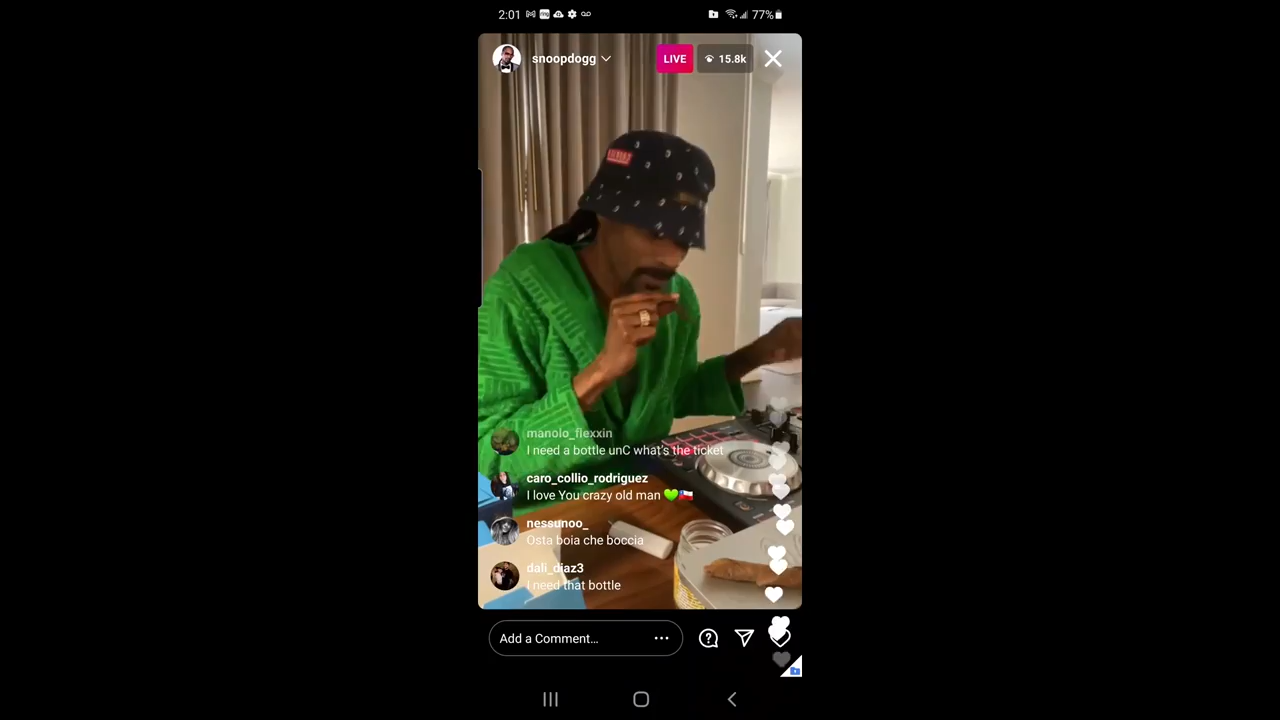 2:01
77%
snoopdogg
LIVE
15.8k
manolo_flexxin
I need a bottle unC what's the ticket
caro_collio_rodriguez
I love You crazy old man 💚🇨🇱
nessunoo_
Osta boia che boccia
dali_diaz3
I need that bottle
Add a Comment...